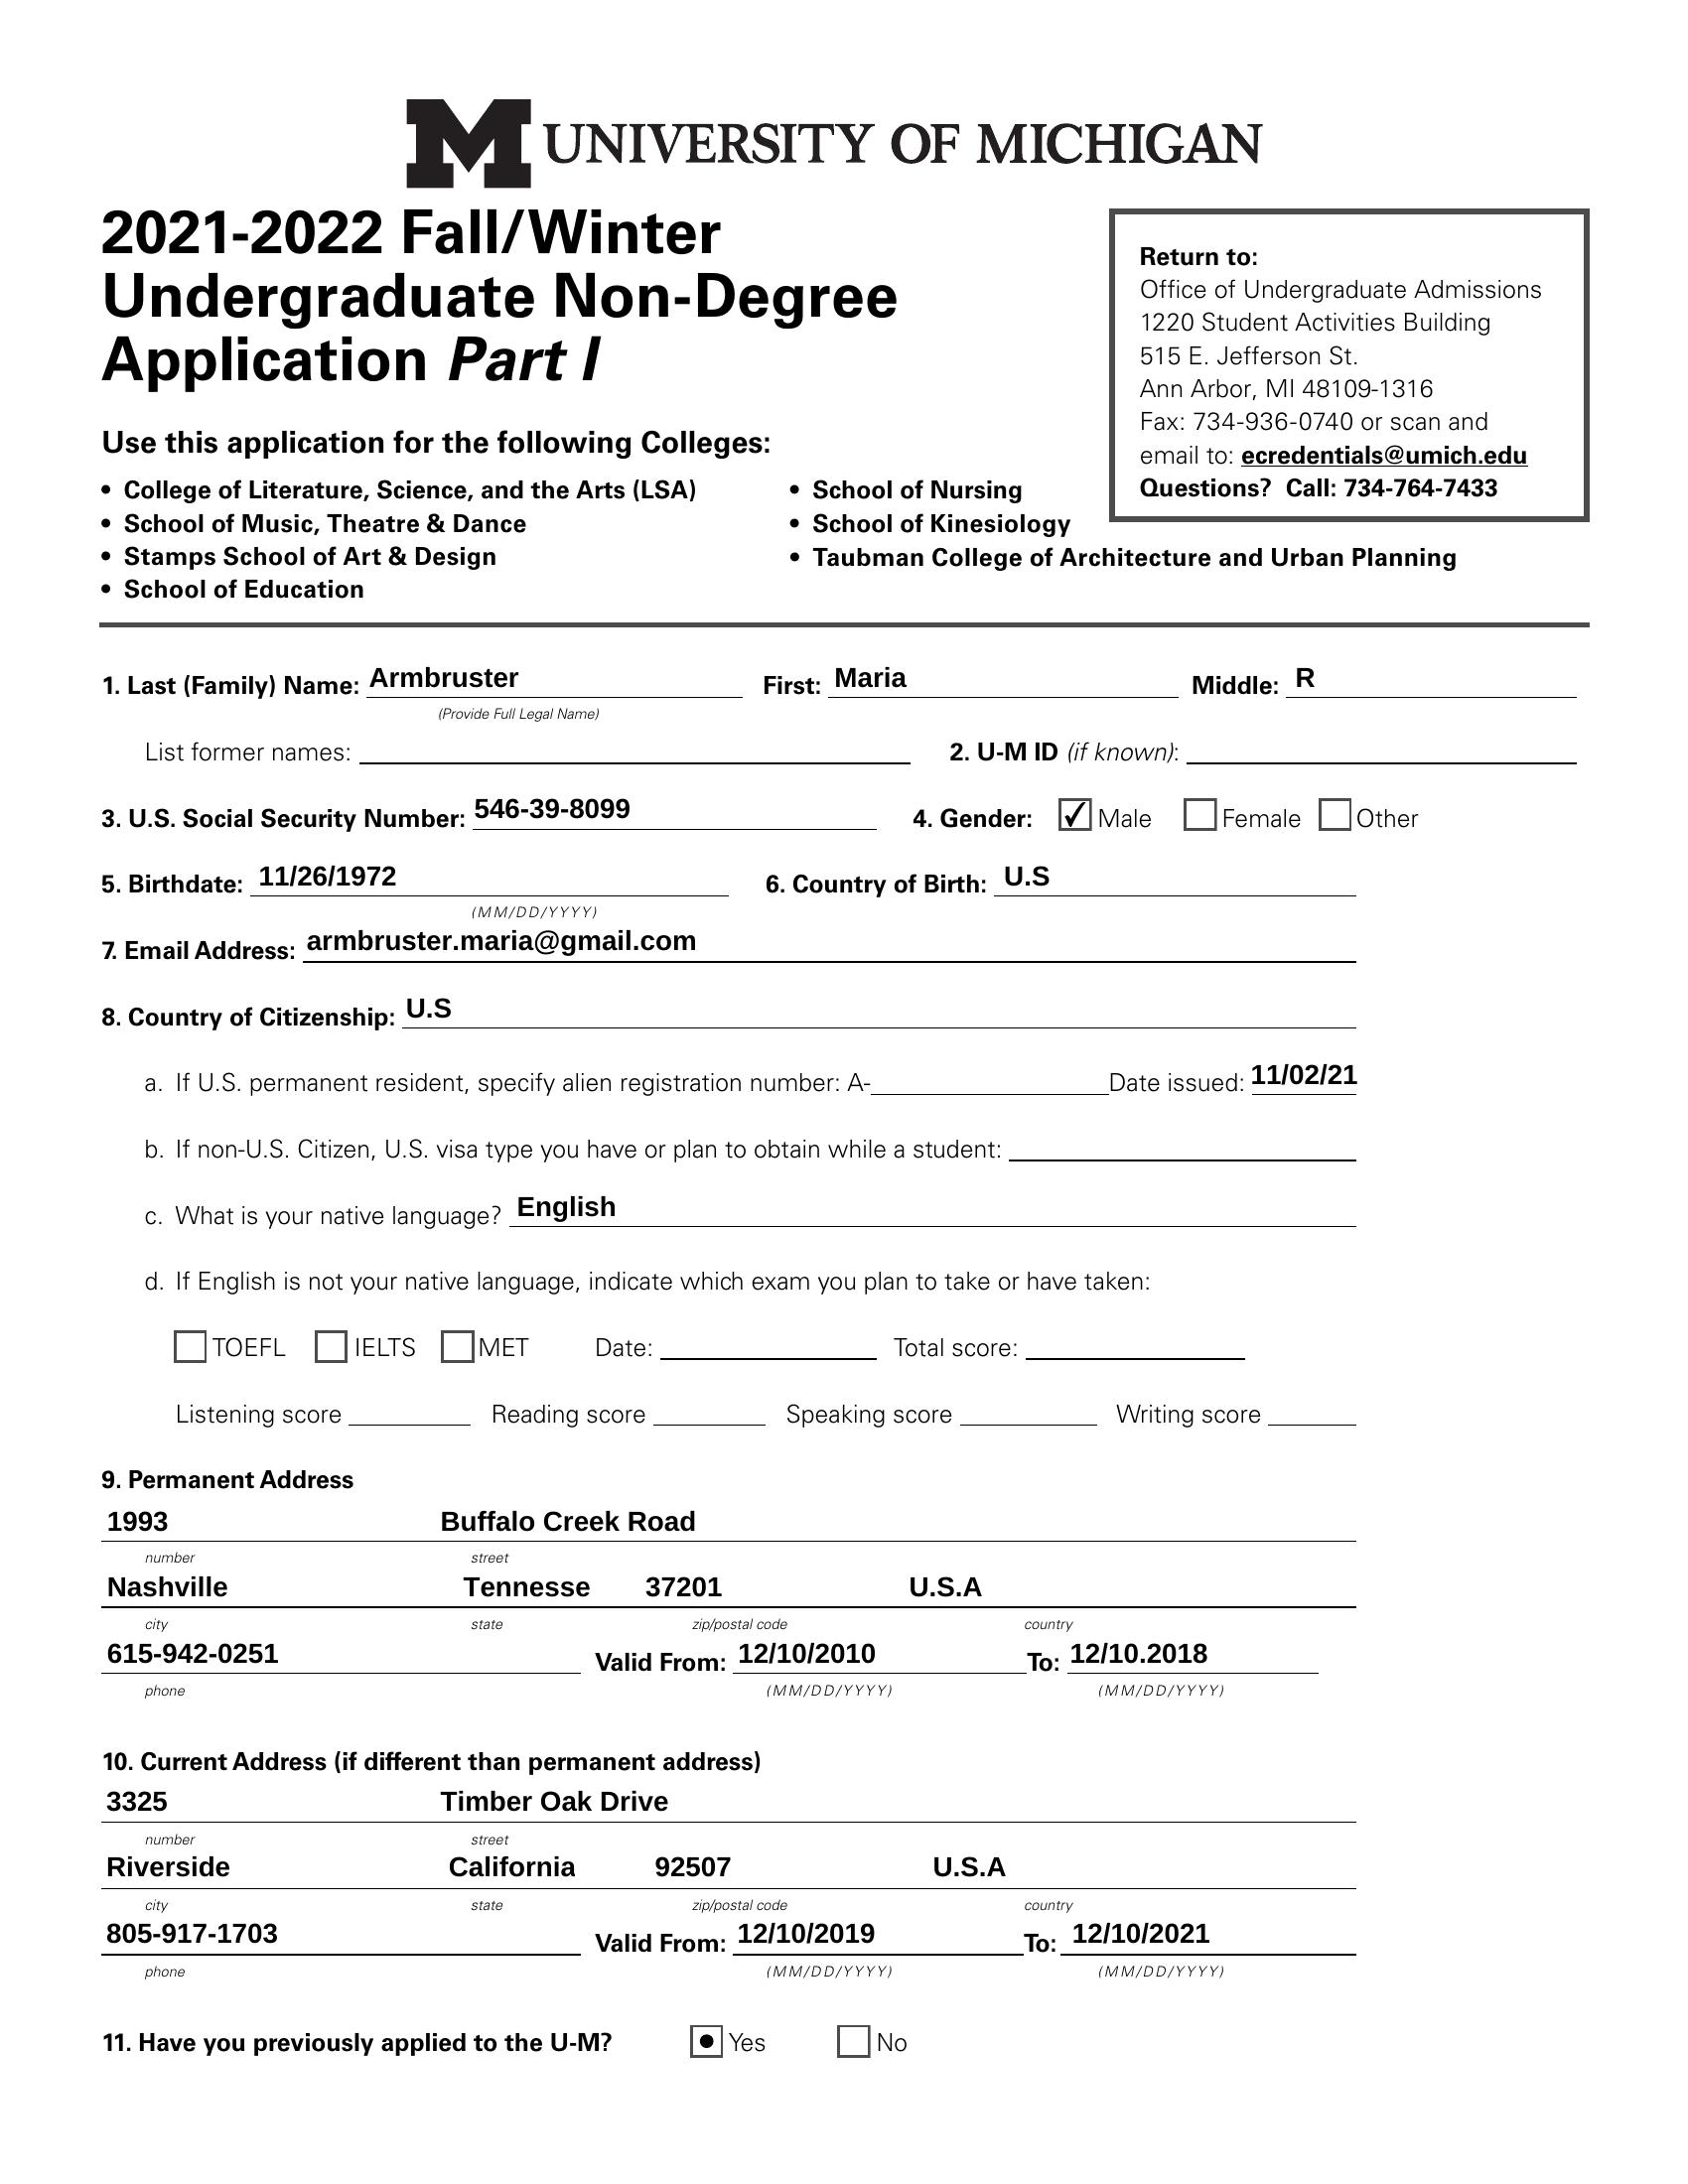 M UNIVERSITY OF MICHIGAN
2021-2022 Fall/Winter
Undergraduate Non-Degree
Application Part I
Return to:
Office of Undergraduate Admissions
1220 Student Activities Building
515 E. Jefferson St.
Ann Arbor, MI 48109-1316
Fax: 734-936-0740 or scan and
email to: ecredentials@umich.edu
Questions? Call: 734-764-7433
Use this application for the following Colleges:
• College of Literature, Science, and the Arts (LSA)
• School of Music, Theatre & Dance
• Stamps School of Art & Design
• School of Education
• School of Nursing
• School of Kinesiology
• Taubman College of Architecture and Urban Planning
1. Last (Family) Name: Armbruster First: Maria Middle: R
(Provide Full Legal Name)
List former names: 2. U-M ID (if known):
3. U.S. Social Security Number: 546-39-8099 4. Gender: ✓ Male Female Other
5. Birthdate: 11/26/1972 6. Country of Birth: U.S
(MM/DD/YYYY)
7. Email Address: armbruster.maria@gmail.com
8. Country of Citizenship: U.S
a. If U.S. permanent resident, specify alien registration number: A- Date issued: 11/02/21
b. If non-U.S. Citizen, U.S. visa type you have or plan to obtain while a student:
c. What is your native language? English
d. If English is not your native language, indicate which exam you plan to take or have taken:
TOEFL IELTS MET Date: Total score:
Listening score Reading score Speaking score Writing score
9. Permanent Address
1993 Buffalo Creek Road
number street
Nashville Tennesse 37201 U.S.A
city state zip/postal code country
615-942-0251 Valid From: 12/10/2010 To: 12/10.2018
phone (MM/DD/YYYY) (MM/DD/YYYY)
10. Current Address (if different than permanent address)
3325 Timber Oak Drive
number street
Riverside California 92507 U.S.A
city state zip/postal code country
805-917-1703 Valid From: 12/10/2019 To: 12/10/2021
phone (MM/DD/YYYY) (MM/DD/YYYY)
11. Have you previously applied to the U-M? Yes No